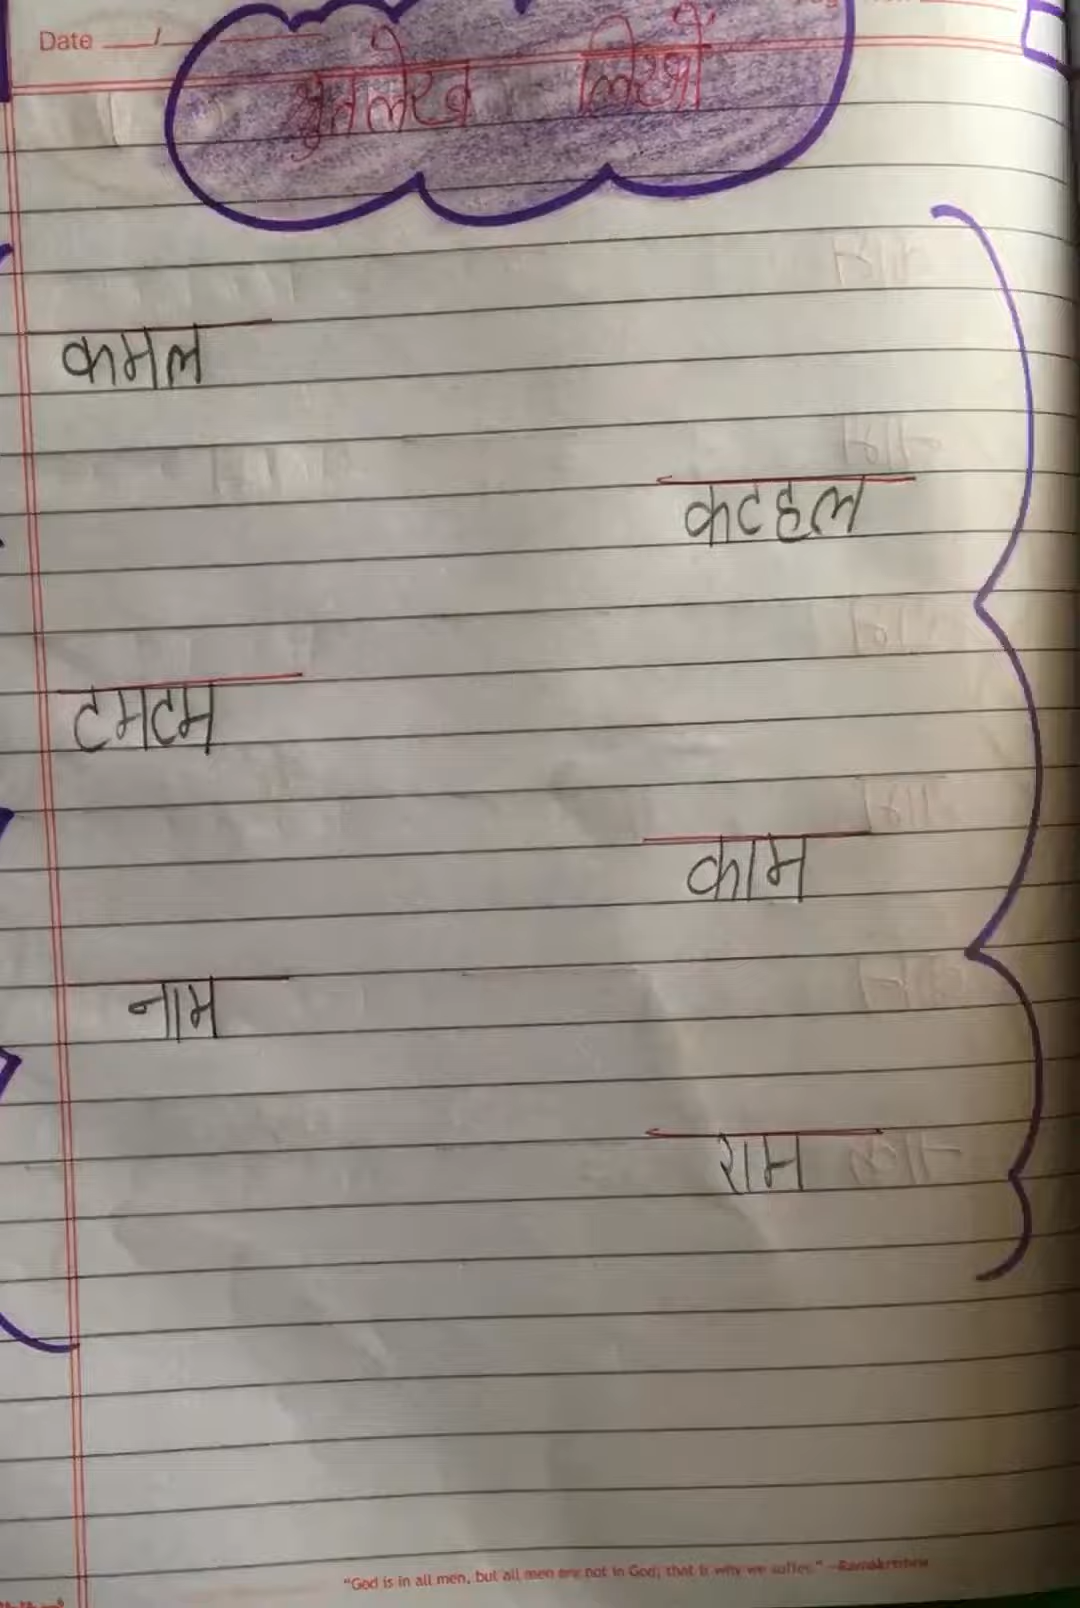 Date
श्रुतलेख लिखों
कमल
कटहल
टमटम
काम
नाम
राम
"God is in all men, but all men are not in God; that is why we suffer." –Ramakrishna